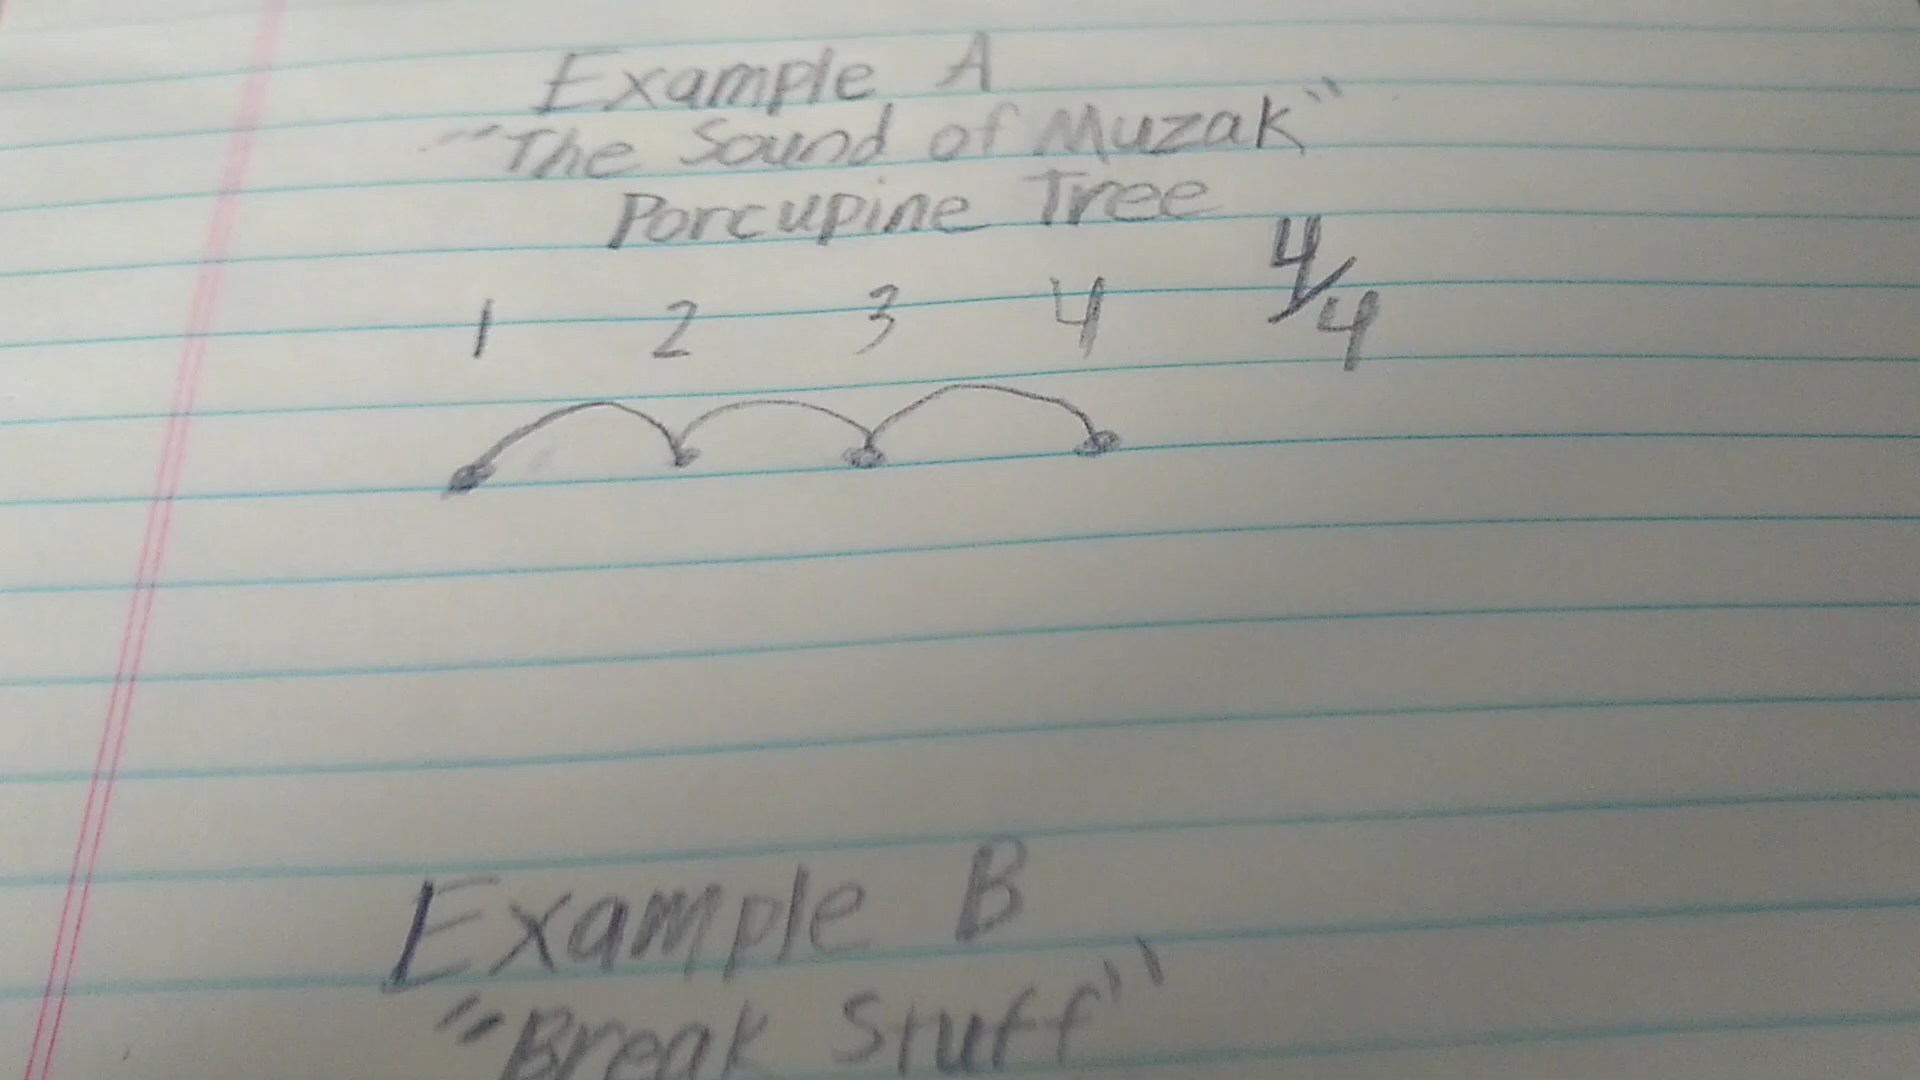 Example A
"The Sound of Muzak"
Porcupine Tree
1 2 3 4 4/4
Example B
"Break Stuff"